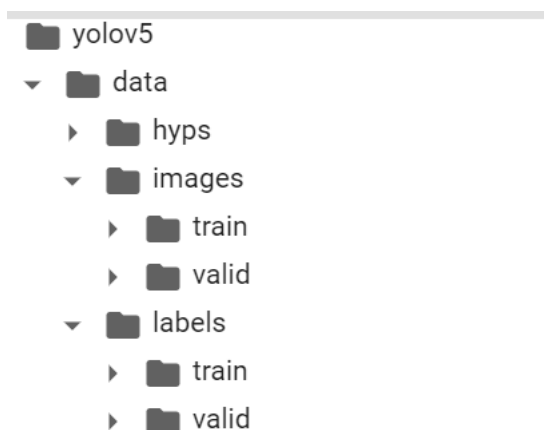 yolov5
data
hyps
images
train
valid
labels
train
valid